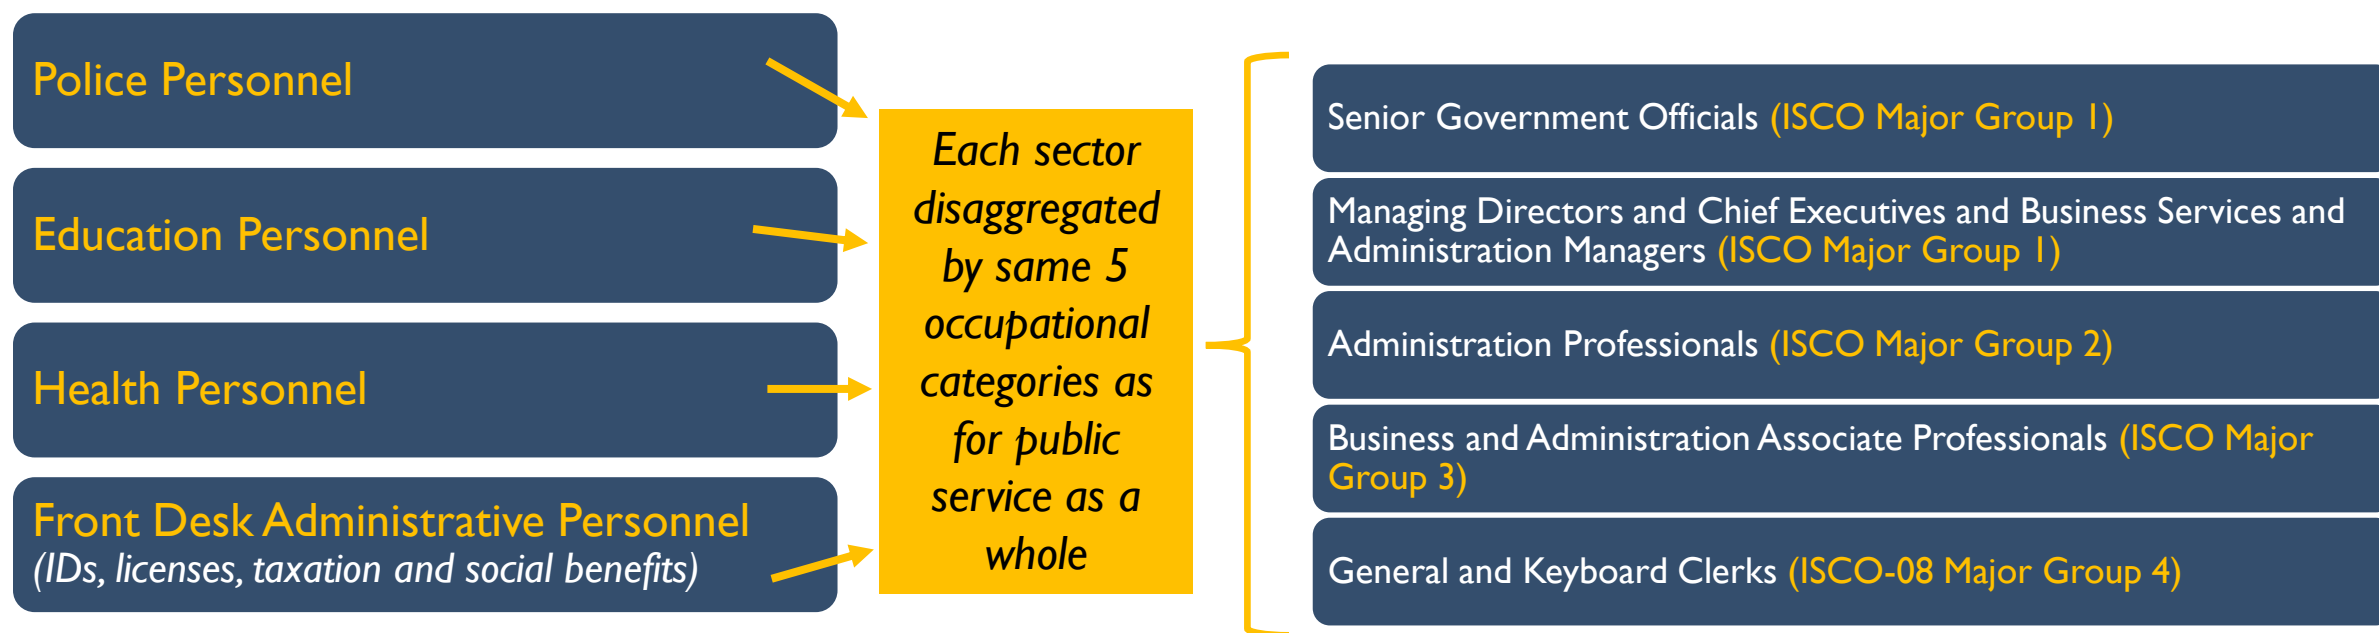 Police Personnel
Education Personnel
Health Personnel
Front Desk Administrative Personnel
(IDs, licenses, taxation and social benefits)
Each sector
disaggregated
by same 5
occupational
categories as
for public
service as a
whole
Senior Government Officials (ISCO Major Group 1)
Managing Directors and Chief Executives and Business Services and
Administration Managers (ISCO Major Group 1)
Administration Professionals (ISCO Major Group 2)
Business and Administration Associate Professionals (ISCO Major
Group 3)
General and Keyboard Clerks (ISCO-08 Major Group 4)